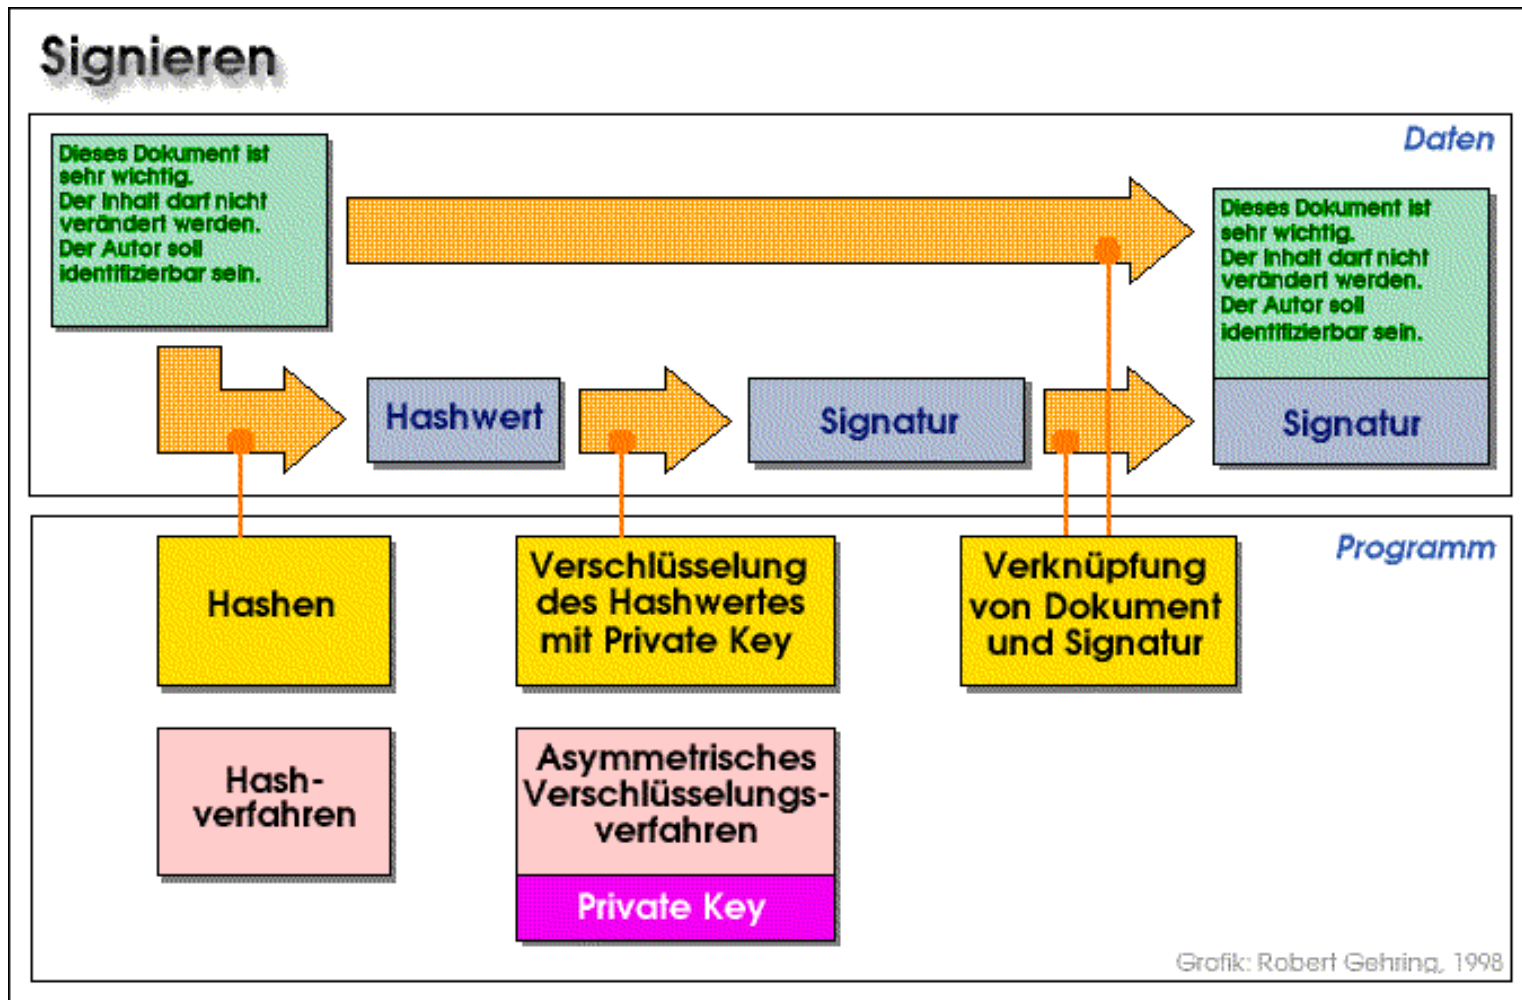 Signieren
Daten
Dieses Dokument ist
sehr wichtig.
Der Inhalt darf nicht
verändert werden.
Der Autor soll
identifizierbar sein.
Dieses Dokument ist
sehr wichtig.
Der Inhalt darf nicht
verändert werden.
Der Autor soll
identifizierbar sein.
Hashwert
Signatur
Signatur
Programm
Hashen
Verschlüsselung
des Hashwertes
mit Private Key
Verknüpfung
von Dokument
und Signatur
Hash-
verfahren
Asymmetrisches
Verschlüsselungs-
verfahren
Private Key
Grafik: Robert Gehring, 1998